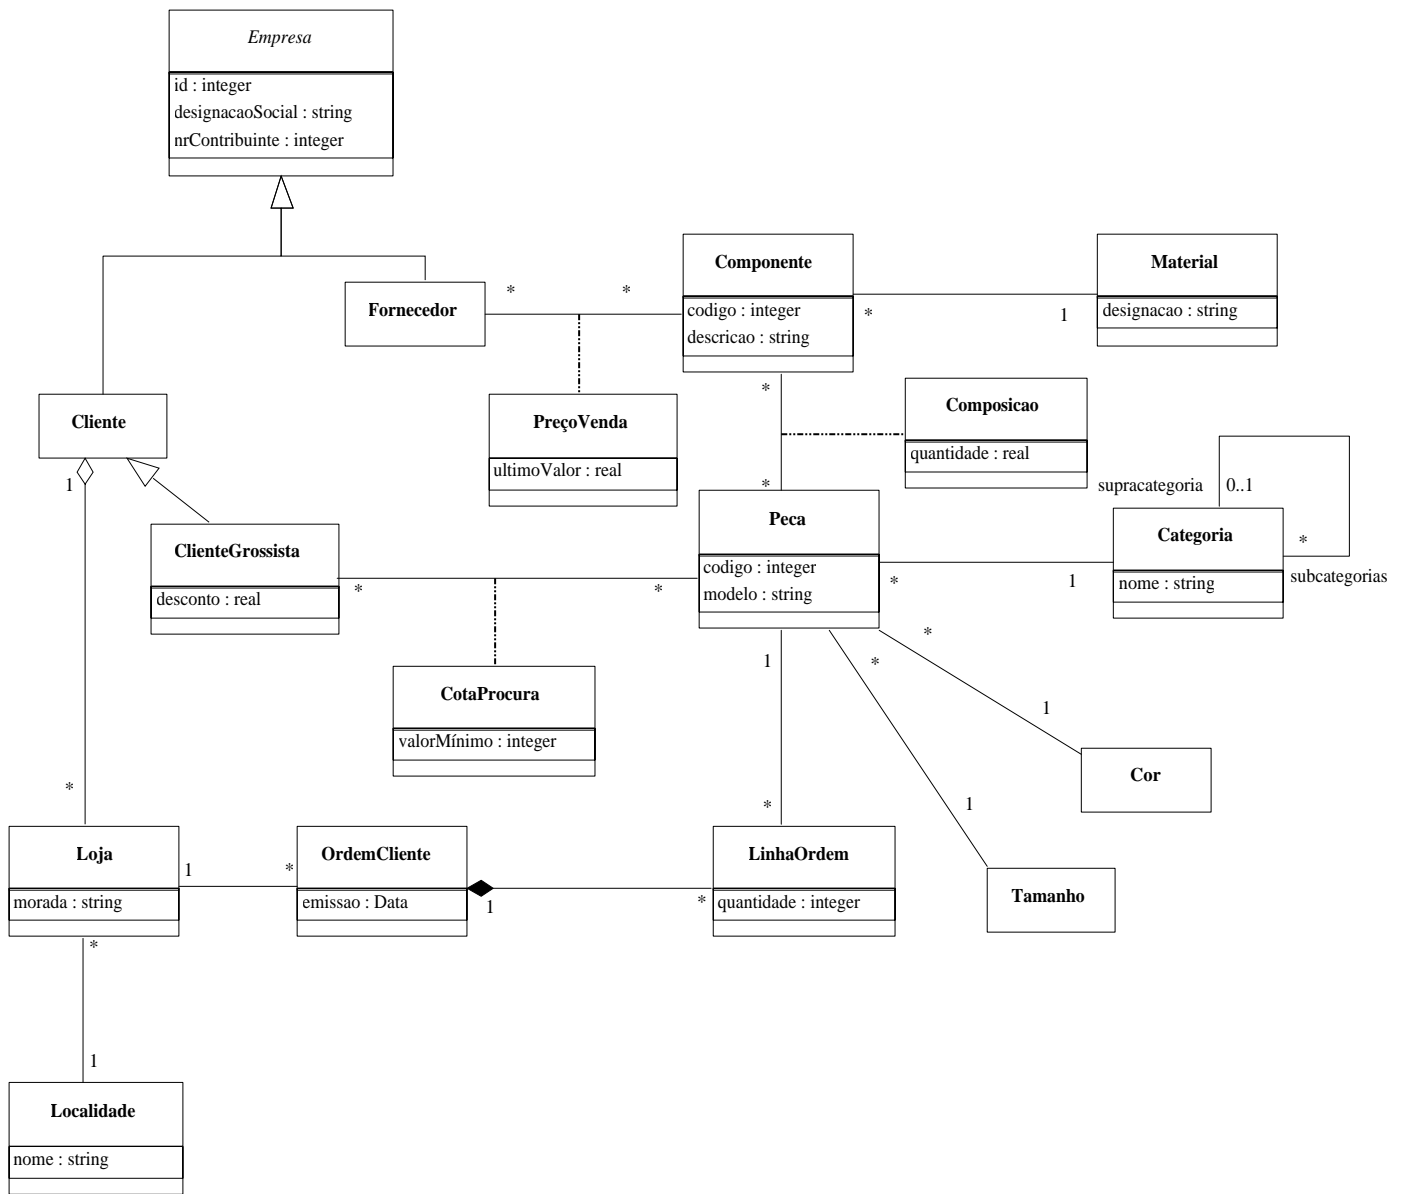 Empresa
id : integer
designacaoSocial : string
nrContribuinte : integer
Componente
codigo : integer
descricao : string
Material
designacao : string
Fornecedor
*
*
*
1
Cliente
1
PreçoVenda
ultimoValor : real
*
*
Composicao
quantidade : real
supracategoria
0..1
*
subcategorias
ClienteGrossista
desconto : real
*
*
Peca
codigo : integer
modelo : string
*
1
Categoria
nome : string
CotaProcura
valorMínimo : integer
1
*
*
*
1
Cor
1
Tamanho
*
Loja
morada : string
1
*
OrdemCliente
emissao : Data
1
*
LinhaOrdem
quantidade : integer
*
1
Localidade
nome : string